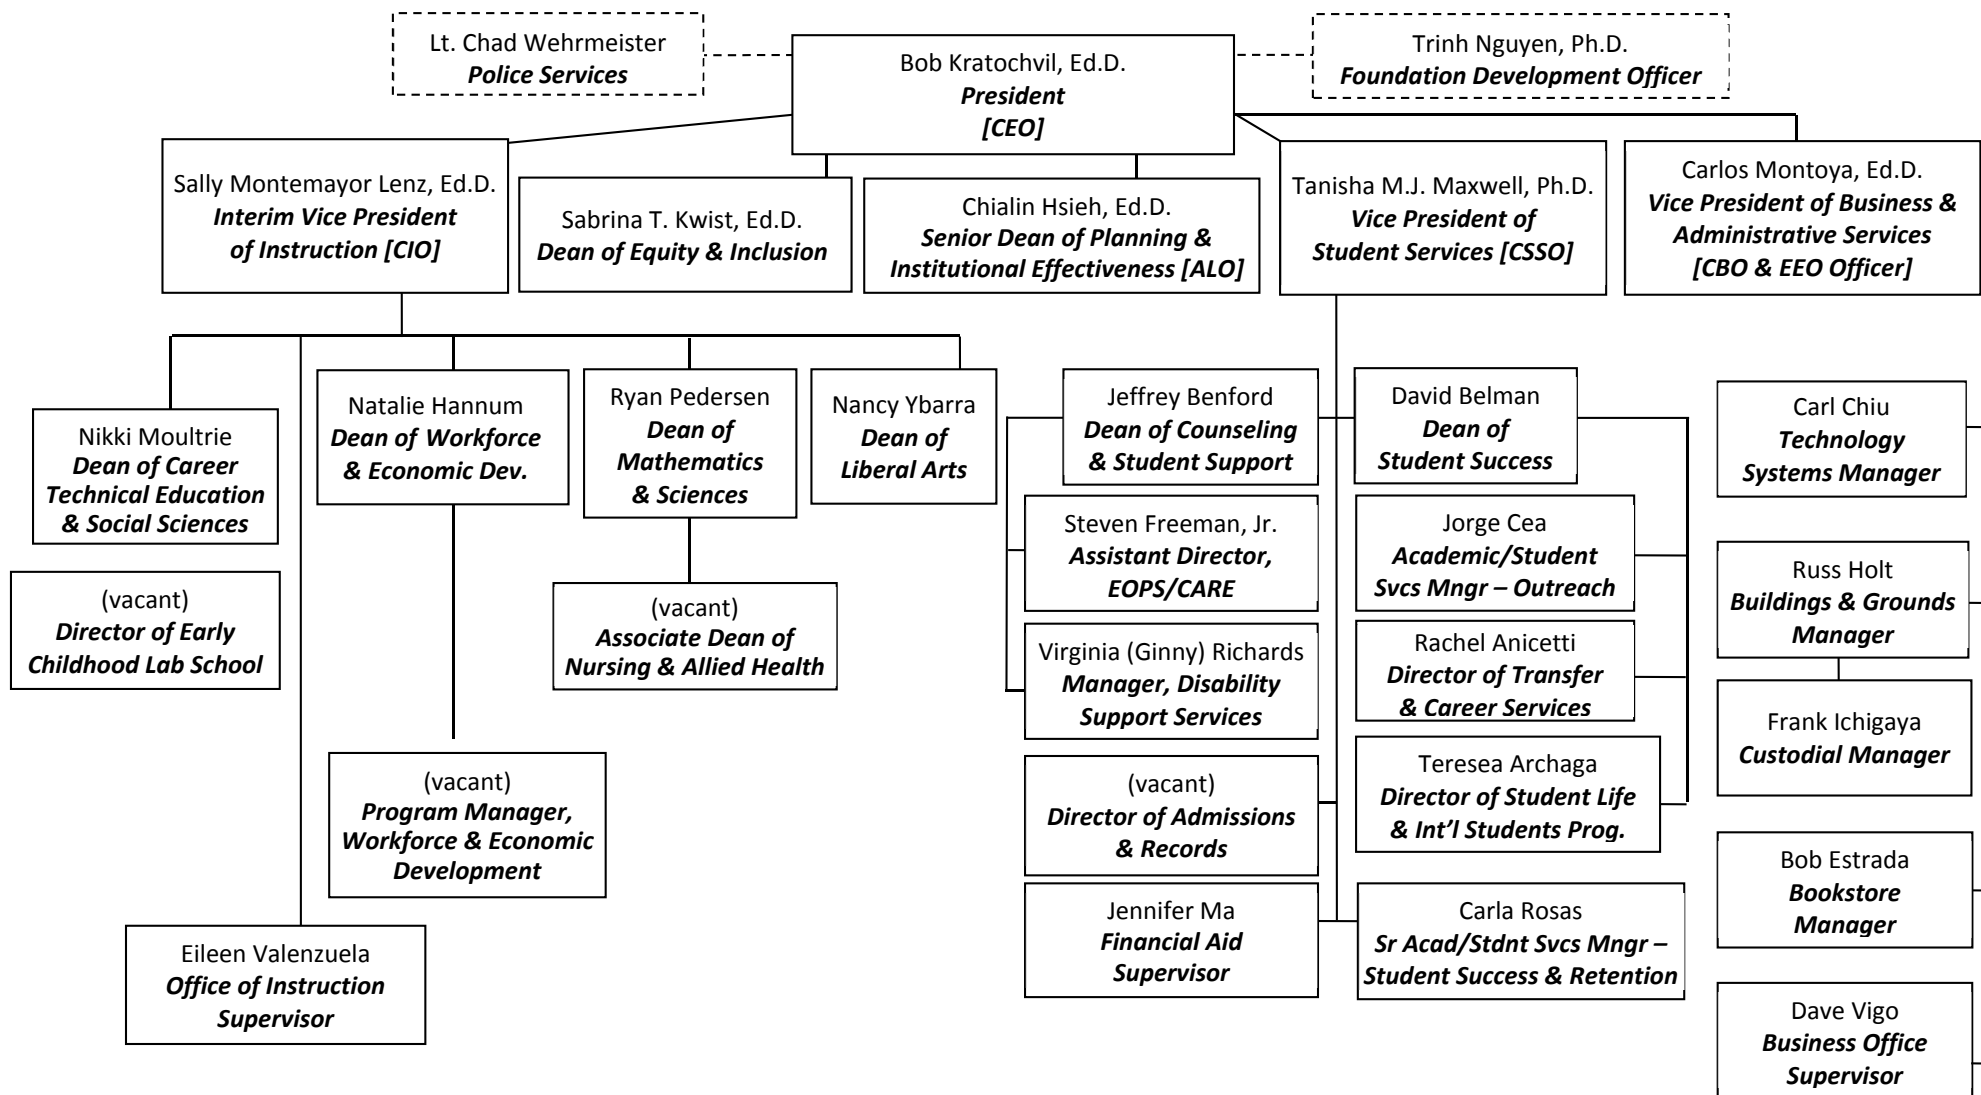 Lt. Chad Wehrmeister
Police Services
Bob Kratochvil, Ed.D.
President
[CEO]
Trinh Nguyen, Ph.D.
Foundation Development Officer
Sally Montemayor Lenz, Ed.D.
Interim Vice President
of Instruction [CIO]
Sabrina T. Kwist, Ed.D.
Dean of Equity & Inclusion
Chialin Hsieh, Ed.D.
Senior Dean of Planning &
Institutional Effectiveness [ALO]
Tanisha M.J. Maxwell, Ph.D.
Vice President of
Student Services [CSSO]
Carlos Montoya, Ed.D.
Vice President of Business &
Administrative Services
[CBO & EEO Officer]
Nikki Moultrie
Dean of Career
Technical Education
& Social Sciences
(vacant)
Director of Early
Childhood Lab School
Natalie Hannum
Dean of Workforce
& Economic Dev.
(vacant)
Program Manager,
Workforce & Economic
Development
Ryan Pedersen
Dean of
Mathematics
& Sciences
(vacant)
Associate Dean of
Nursing & Allied Health
Nancy Ybarra
Dean of
Liberal Arts
Eileen Valenzuela
Office of Instruction
Supervisor
Jeffrey Benford
Dean of Counseling
& Student Support
Steven Freeman, Jr.
Assistant Director,
EOPS/CARE
Virginia (Ginny) Richards
Manager, Disability
Support Services
(vacant)
Director of Admissions
& Records
Jennifer Ma
Financial Aid
Supervisor
David Belman
Dean of
Student Success
Jorge Cea
Academic/Student
Svcs Mngr – Outreach
Rachel Anicetti
Director of Transfer
& Career Services
Teresea Archaga
Director of Student Life
& Int’l Students Prog.
Carla Rosas
Sr Acad/Stdnt Svcs Mngr –
Student Success & Retention
Carl Chiu
Technology
Systems Manager
Russ Holt
Buildings & Grounds
Manager
Frank Ichigaya
Custodial Manager
Bob Estrada
Bookstore
Manager
Dave Vigo
Business Office
Supervisor